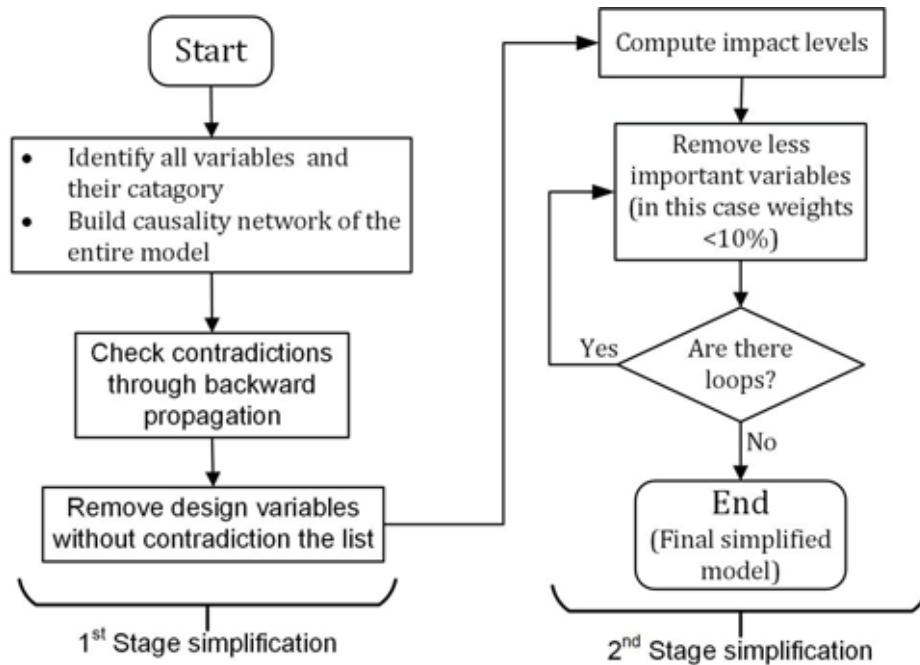 Start
• Identify all variables and
their catagory
• Build causality network of the
entire model
Check contradictions
through backward
propagation
Remove design variables
without contradiction the list
1st Stage simplification
Compute impact levels
Remove less
important variables
(in this case weights
<10%)
Are there
loops?
Yes
No
End
(Final simplified
model)
2nd Stage simplification